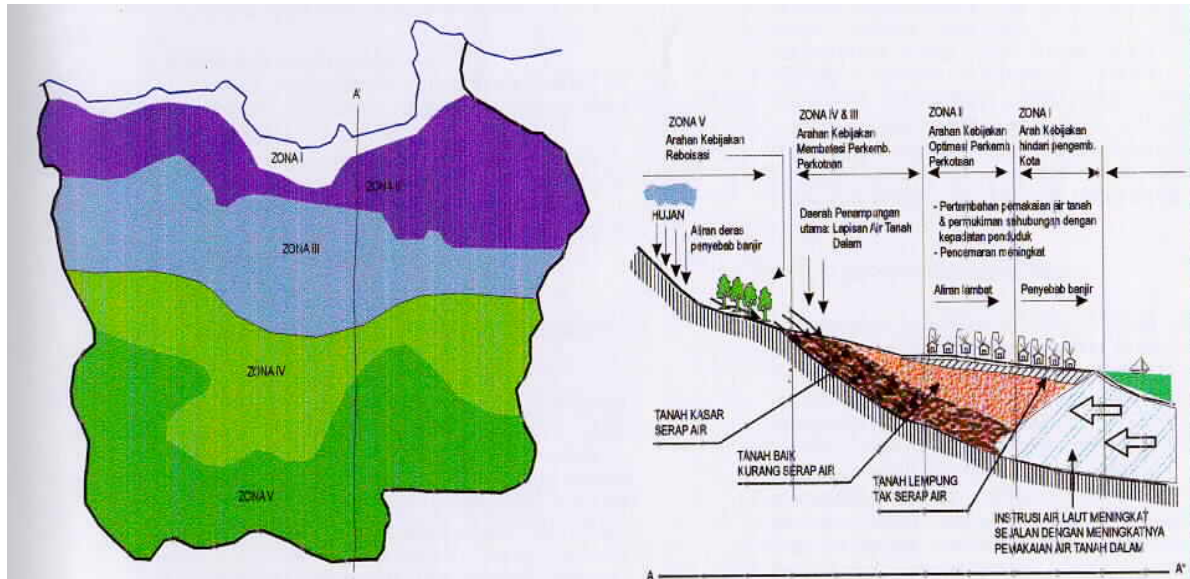 A'
ZONA I
ZONA II
ZONA III
ZONA IV
ZONA V
ZONA V
Arahan Kebijakan
Reboisasi
ZONA IV & III
Arahan Kebijakan
Membatasi Perkemb.
Perkotaan
ZONA II
Arahan Kebijakan
Optimasi Perkemb
Perkotaan
ZONA I
Arah Kebijakan
hindari pengemb.
Kota
HUJAN
Aliran deras
penyebab banjir
Daerah Penampungan
utama: Lapisan Air Tanah
Dalam
- Pertambahan pemakaian air tanah
& permukiman sehubungan dengan
kepadatan penduduk
- Pencemaran meningkat
Aliran lambat
Penyebab banjir
TANAH KASAR
SERAP AIR
TANAH BAIK
KURANG SERAP AIR
TANAH LEMPUNG
TAK SERAP AIR
INSTRUSI AIR LAUT MENINGKAT
SEJALAN DENGAN MENINGKATNYA
PEMAKAIAN AIR TANAH DALAM
A
A"